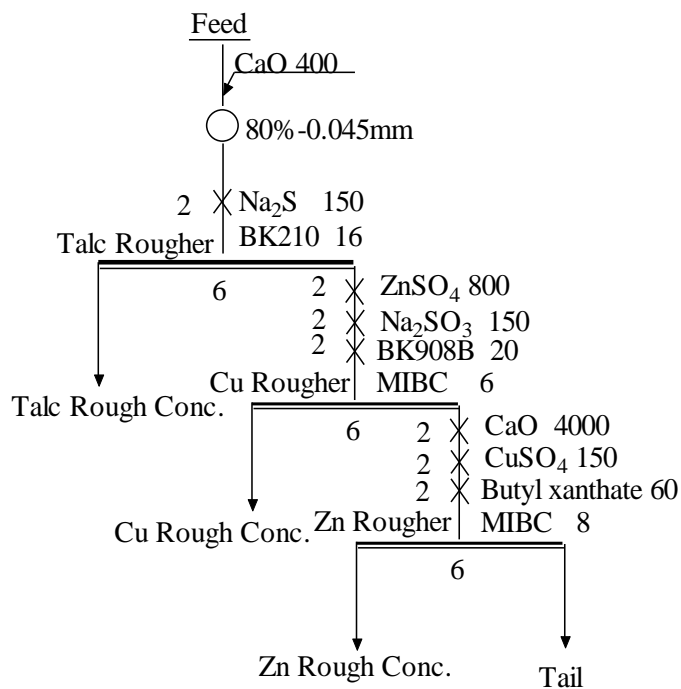 Feed
CaO 400
80%-0.045mm
2 Na₂S 150
Talc Rougher BK210 16
6
2 ZnSO₄ 800
2 Na₂SO₃ 150
2 BK908B 20
Cu Rougher MIBC 6
Talc Rough Conc.
6
2 CaO 4000
2 CuSO₄ 150
2 Butyl xanthate 60
Zn Rougher MIBC 8
Cu Rough Conc.
6
Zn Rough Conc.
Tail